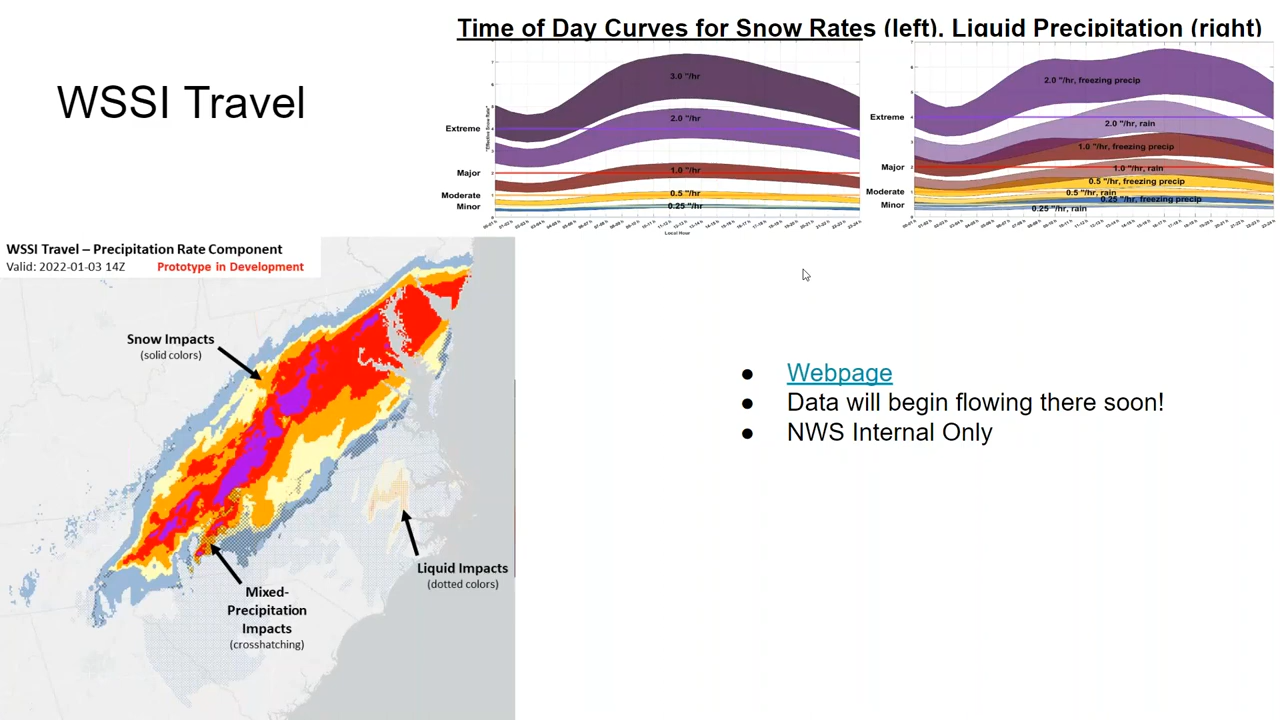 Time of Day Curves for Snow Rates (left), Liquid Precipitation (right)
WSSI Travel
3.0 "/hr
2.0 "/hr
1.0 "/hr
0.5 "/hr
0.25 "/hr
Extreme
Major
Moderate
Minor
"Effective Snow Rate"
Local Hour
2.0 "/hr, freezing precip
2.0 "/hr, rain
1.0 "/hr, freezing precip
1.0 "/hr, rain
0.5 "/hr, freezing precip
0.5 "/hr, rain
0.25 "/hr, freezing precip
0.25 "/hr, rain
Extreme
Major
Moderate
Minor
WSSI Travel – Precipitation Rate Component
Valid: 2022-01-03 14Z Prototype in Development
Snow Impacts
(solid colors)
Liquid Impacts
(dotted colors)
Mixed-
Precipitation
Impacts
(crosshatching)
● Webpage
● Data will begin flowing there soon!
● NWS Internal Only